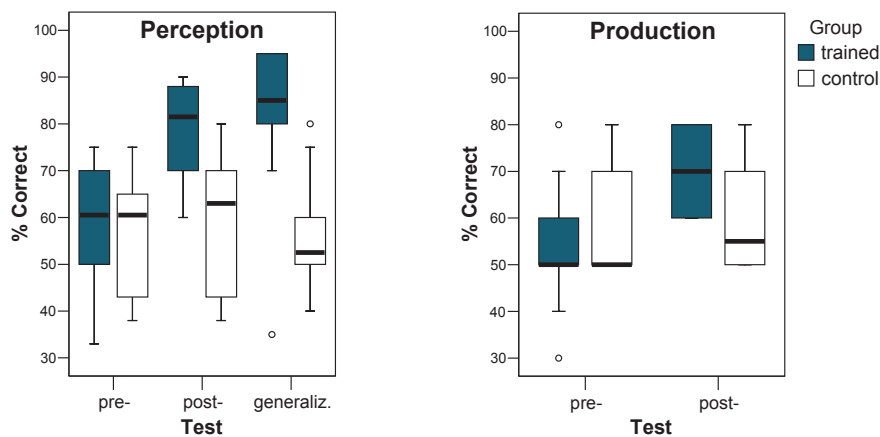 Perception
% Correct
100
90
80
70
60
50
40
30
pre-
post-
generaliz.
Test
Production
% Correct
100
90
80
70
60
50
40
30
pre-
post-
Test
Group
trained
control